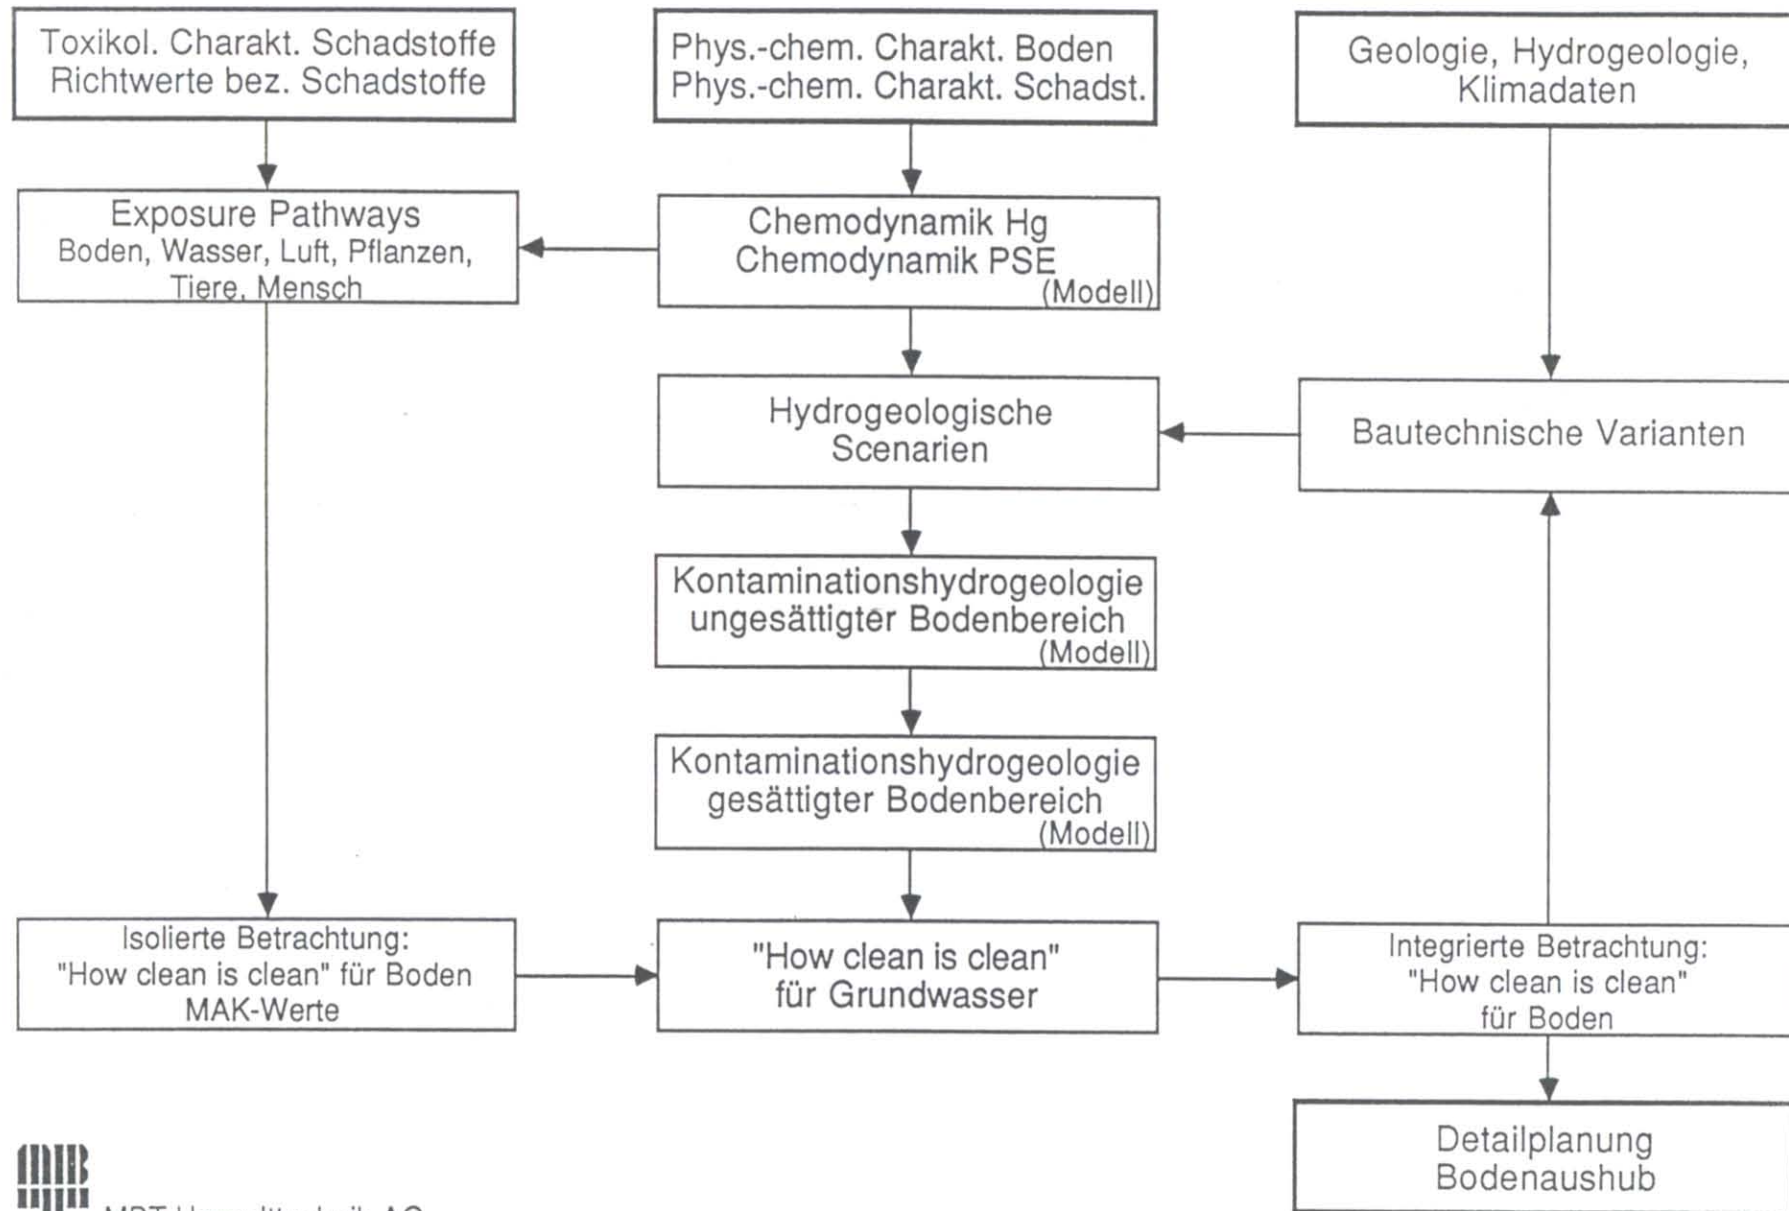 Toxikol. Charakt. Schadstoffe
Richtwerte bez. Schadstoffe
Phys.-chem. Charakt. Boden
Phys.-chem. Charakt. Schadst.
Geologie, Hydrogeologie,
Klimadaten
Exposure Pathways
Boden, Wasser, Luft, Pflanzen,
Tiere, Mensch
Chemodynamik Hg
Chemodynamik PSE
(Modell)
Hydrogeologische
Scenarien
Bautechnische Varianten
Kontaminationshydrogeologie
ungesättigter Bodenbereich
(Modell)
Kontaminationshydrogeologie
gesättigter Bodenbereich
(Modell)
Isolierte Betrachtung:
"How clean is clean" für Boden
MAK-Werte
"How clean is clean"
für Grundwasser
Integrierte Betrachtung:
"How clean is clean"
für Boden
Detailplanung
Bodenaushub
MBT Umwelttechnik AG